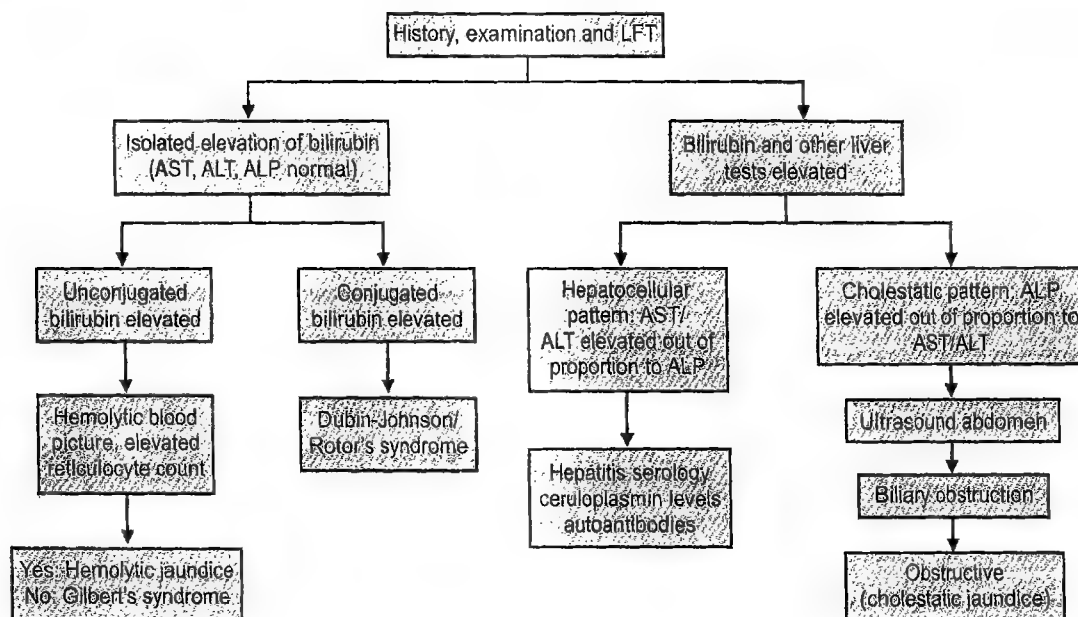 History, examination and LFT
Isolated elevation of bilirubin
(AST, ALT, ALP normal)
Bilirubin and other liver
tests elevated
Unconjugated
bilirubin elevated
Conjugated
bilirubin elevated
Hepatocellular
pattern: AST/
ALT elevated out of
proportion to ALP
Cholestatic pattern: ALP
elevated out of proportion to
AST/ALT
Hemolytic blood
picture, elevated
reticulocyte count
Dubin-Johnson/
Rotor's syndrome
Hepatitis serology
ceruloplasmin levels
autoantibodies
Ultrasound abdomen
Biliary obstruction
Yes: Hemolytic jaundice
No: Gilbert's syndrome
Obstructive
(cholestatic jaundice)